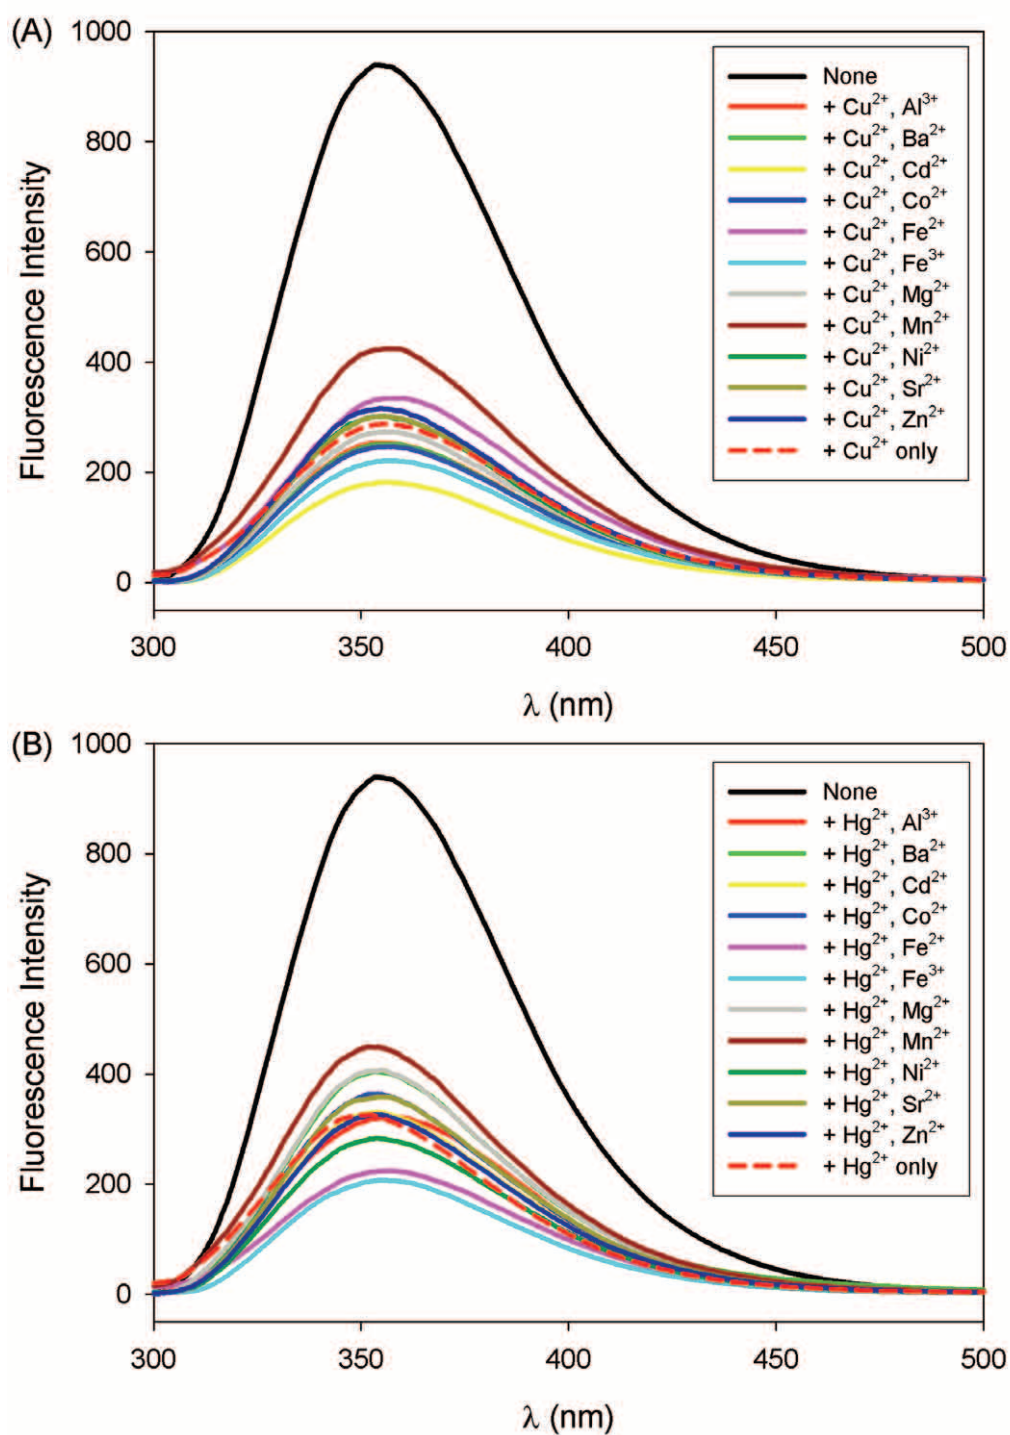 (A)
1000
800
600
400
200
0
Fluorescence Intensity
None
+ Cu²⁺, Al³⁺
+ Cu²⁺, Ba²⁺
+ Cu²⁺, Cd²⁺
+ Cu²⁺, Co²⁺
+ Cu²⁺, Fe²⁺
+ Cu²⁺, Fe³⁺
+ Cu²⁺, Mg²⁺
+ Cu²⁺, Mn²⁺
+ Cu²⁺, Ni²⁺
+ Cu²⁺, Sr²⁺
+ Cu²⁺, Zn²⁺
+ Cu²⁺ only
300 350 400 450 500
λ (nm)
(B)
1000
800
600
400
200
0
Fluorescence Intensity
None
+ Hg²⁺, Al³⁺
+ Hg²⁺, Ba²⁺
+ Hg²⁺, Cd²⁺
+ Hg²⁺, Co²⁺
+ Hg²⁺, Fe²⁺
+ Hg²⁺, Fe³⁺
+ Hg²⁺, Mg²⁺
+ Hg²⁺, Mn²⁺
+ Hg²⁺, Ni²⁺
+ Hg²⁺, Sr²⁺
+ Hg²⁺, Zn²⁺
+ Hg²⁺ only
300 350 400 450 500
λ (nm)